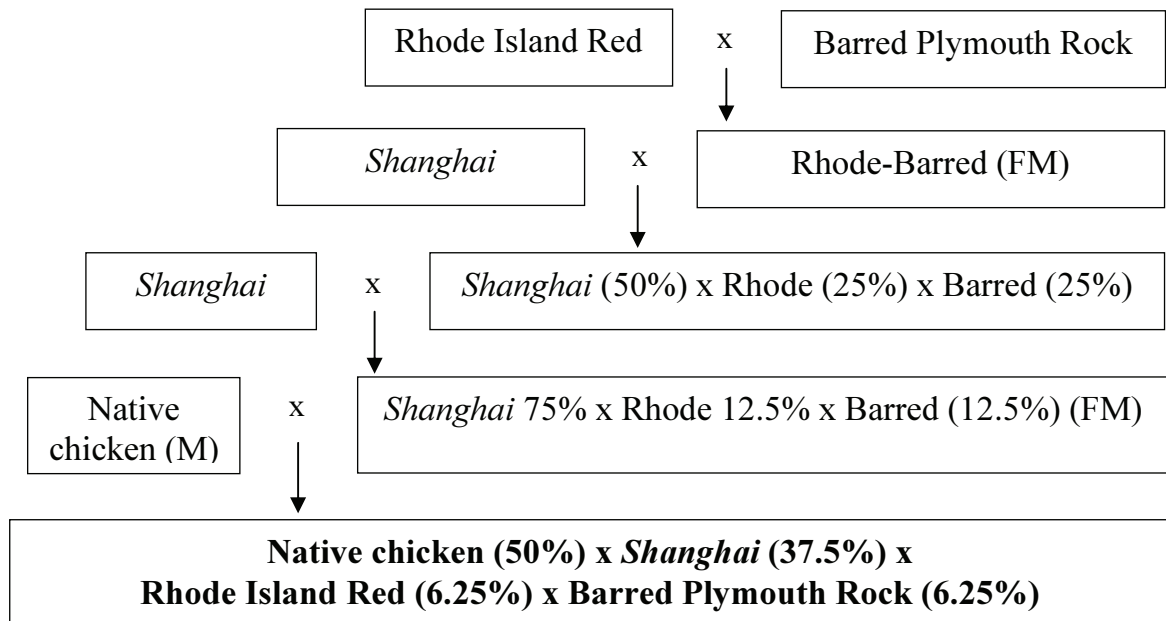 Rhode Island Red x Barred Plymouth Rock
Shanghai x Rhode-Barred (FM)
Shanghai x Shanghai (50%) x Rhode (25%) x Barred (25%)
Native
chicken (M)
x
Shanghai 75% x Rhode 12.5% x Barred (12.5%) (FM)
Native chicken (50%) x Shanghai (37.5%) x
Rhode Island Red (6.25%) x Barred Plymouth Rock (6.25%)